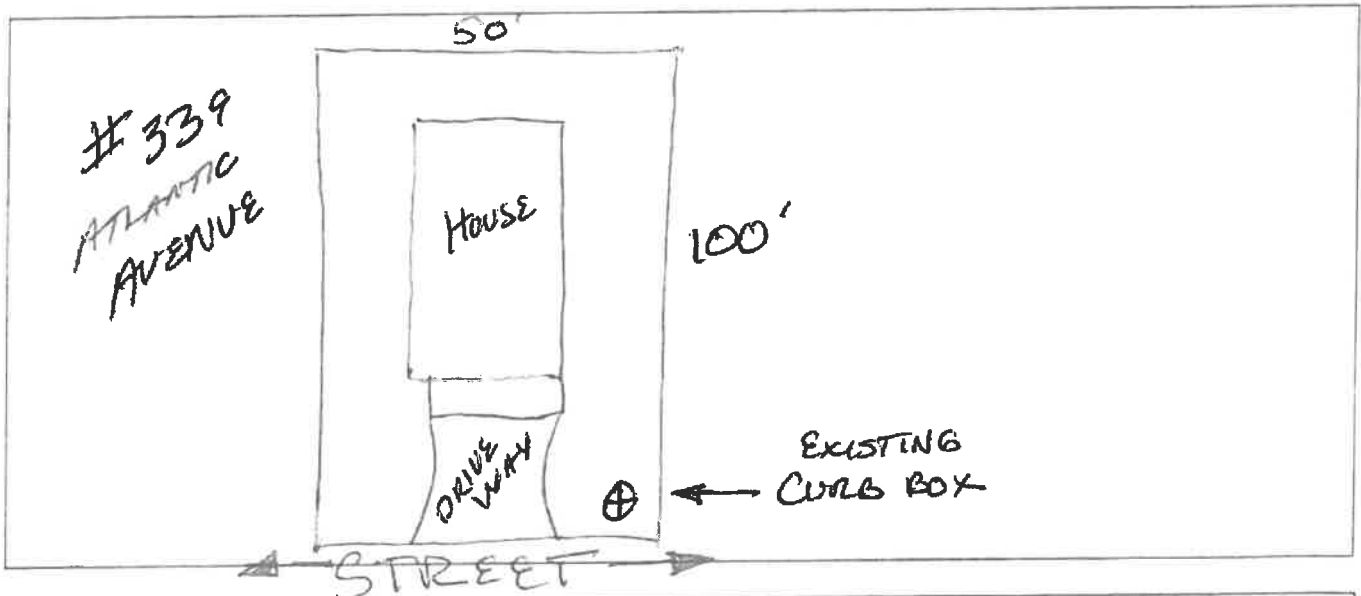 50'
#339
ATLANTIC
AVENUE
HOUSE
100'
DRIVE
WAY
EXISTING
CURB BOX
STREET